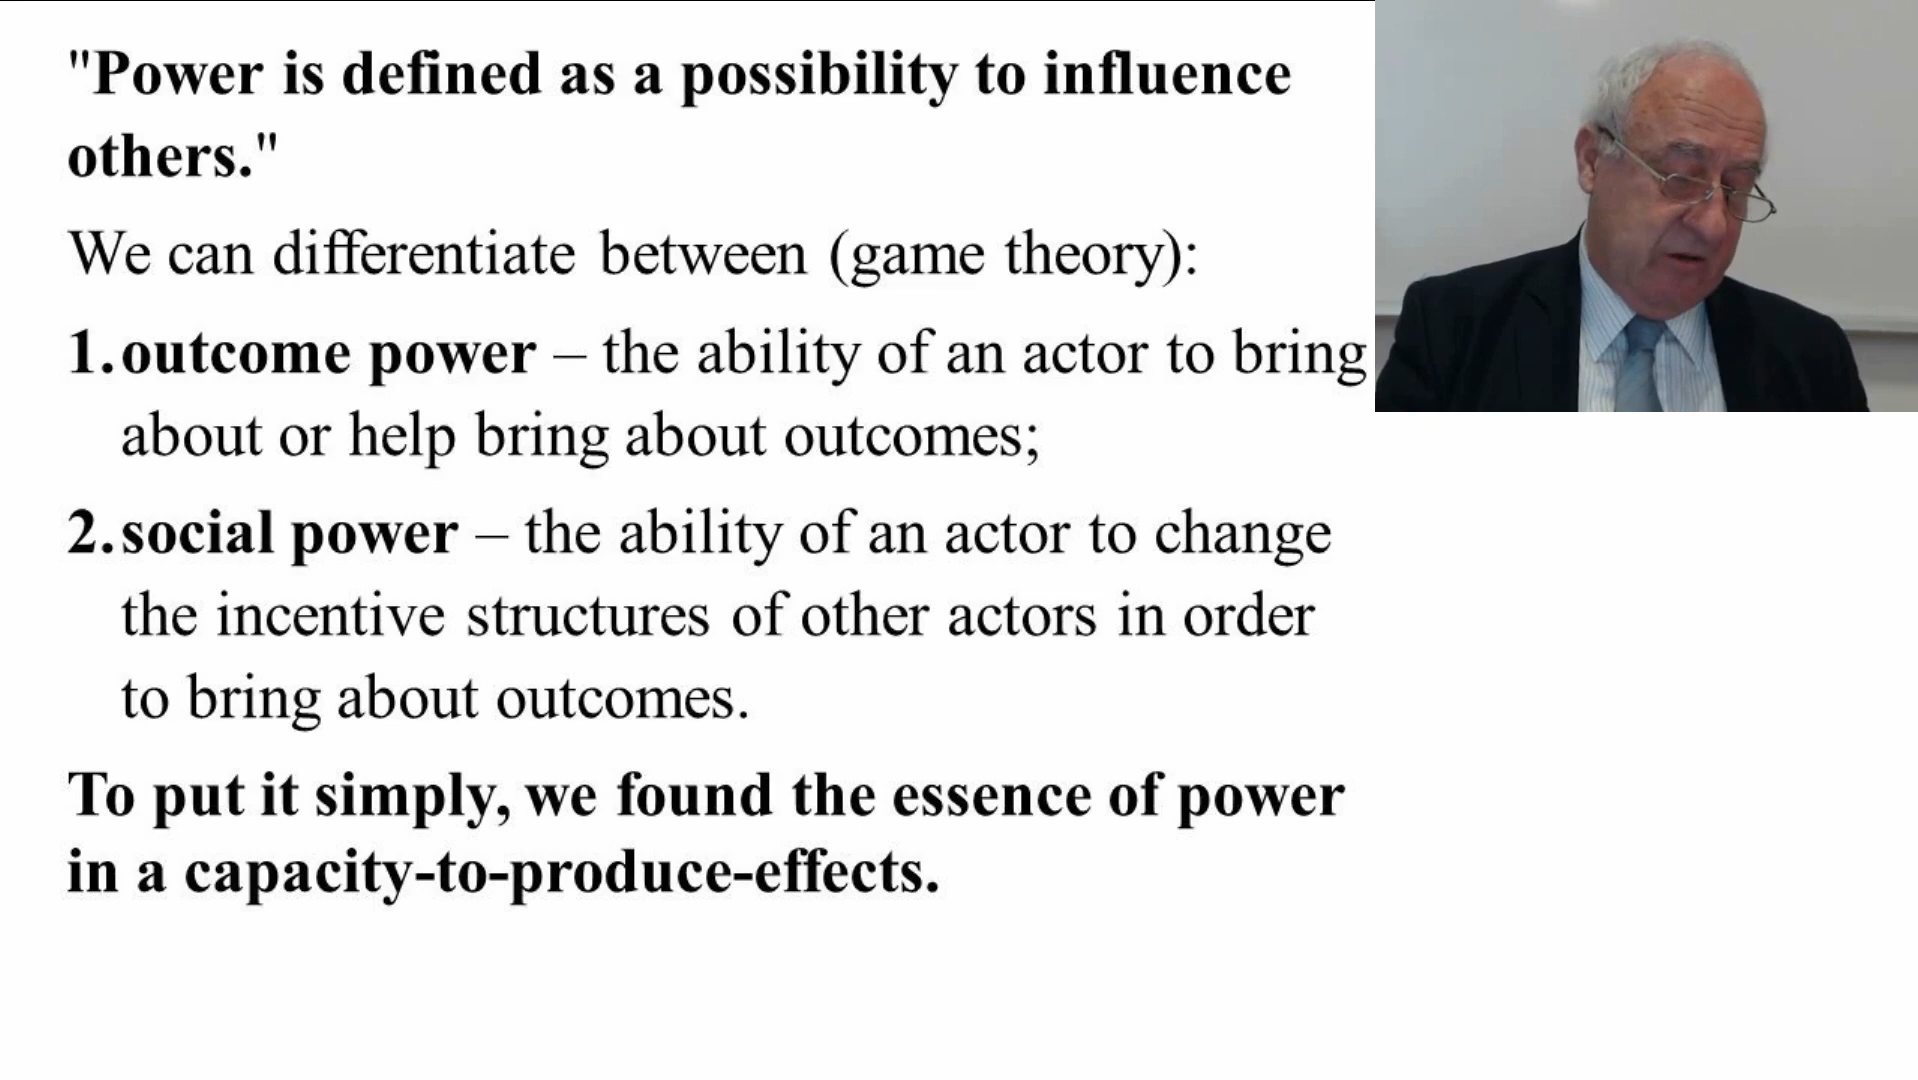 "Power is defined as a possibility to influence
others."
We can differentiate between (game theory):
1. outcome power – the ability of an actor to bring
about or help bring about outcomes;
2. social power – the ability of an actor to change
the incentive structures of other actors in order
to bring about outcomes.
To put it simply, we found the essence of power
in a capacity-to-produce-effects.